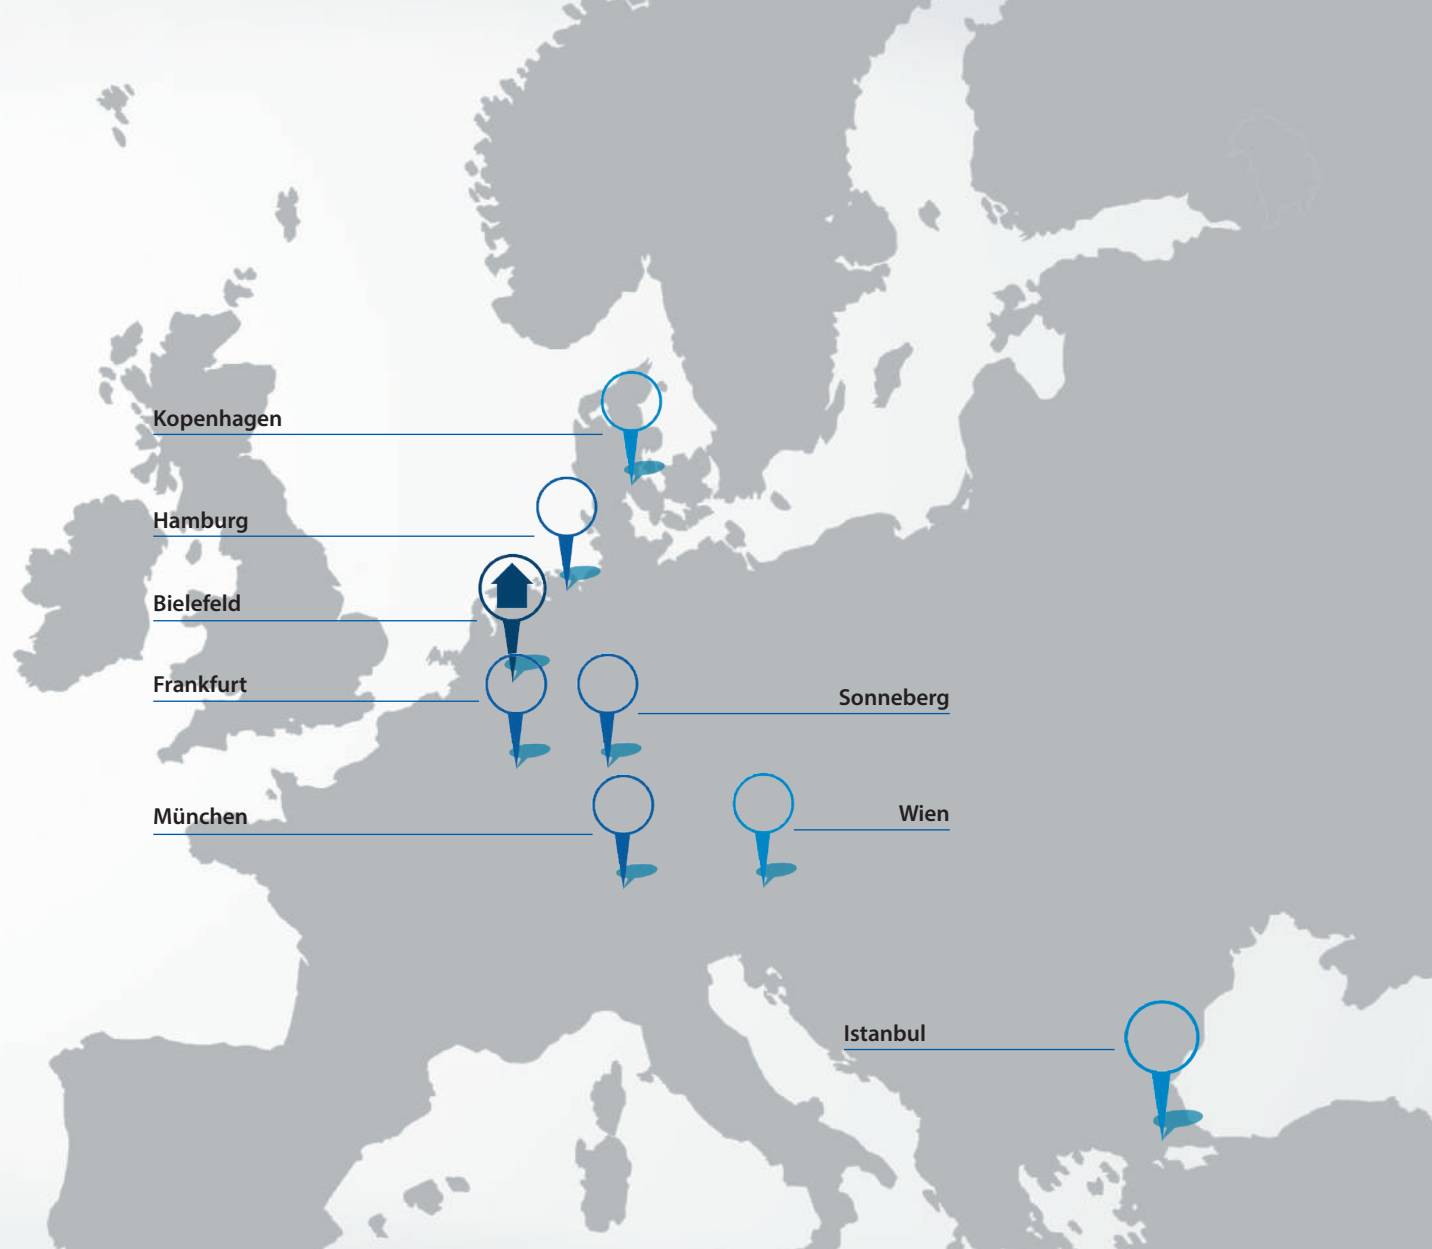 Kopenhagen
Hamburg
Bielefeld
Frankfurt
Sonneberg
München
Wien
Istanbul